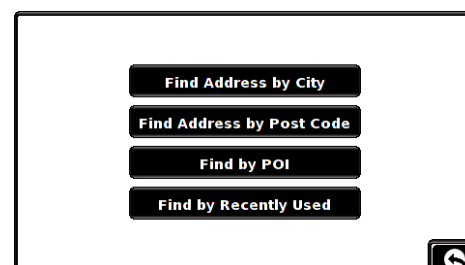 Find Address by City
Find Address by Post Code
Find by POI
Find by Recently Used